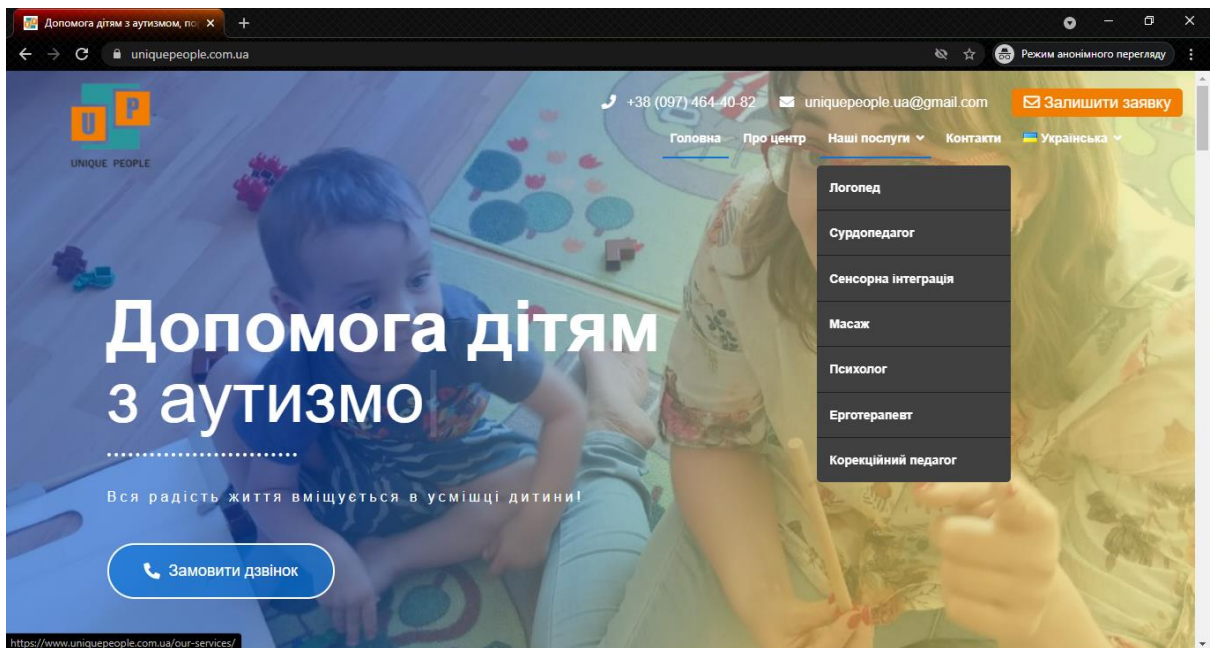 Допомога дітям з аутизмом, по
uniquepeople.com.ua
Режим анонімного перегляду
UP
UNIQUE PEOPLE
+38 (097) 464-40-82 uniquepeople.ua@gmail.com Залишити заявку
Головна Про центр Наші послуги Контакти Українська
Логопед
Сурдопедагог
Сенсорна інтеграція
Масаж
Психолог
Ерготерапевт
Корекційний педагог
Допомога дітям
з аутизмо
Вся радість життя вміщується в усмішці дитини!
Замовити дзвінок
https://www.uniquepeople.com.ua/our-services/